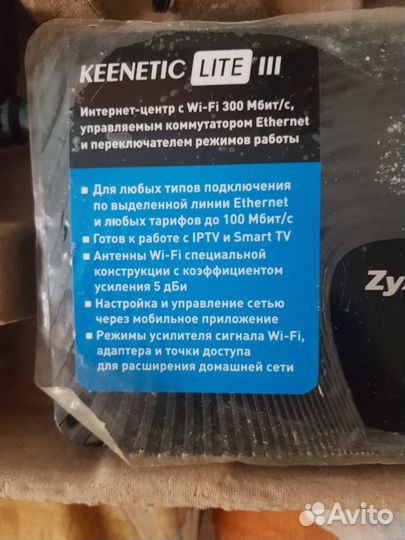 KEENETIC LITE III
Интернет-центр с Wi-Fi 300 Мбит/с,
управляемым коммутатором Ethernet
и переключателем режимов работы
▪ Для любых типов подключения
по выделенной линии Ethernet
и любых тарифов до 100 Мбит/с
▪ Готов к работе с IPTV и Smart TV
▪ Антенны Wi-Fi специальной
конструкции с коэффициентом
усиления 5 дБи
▪ Настройка и управление сетью
через мобильное приложение
▪ Режимы усилителя сигнала Wi-Fi,
адаптера и точки доступа
для расширения домашней сети
Avito